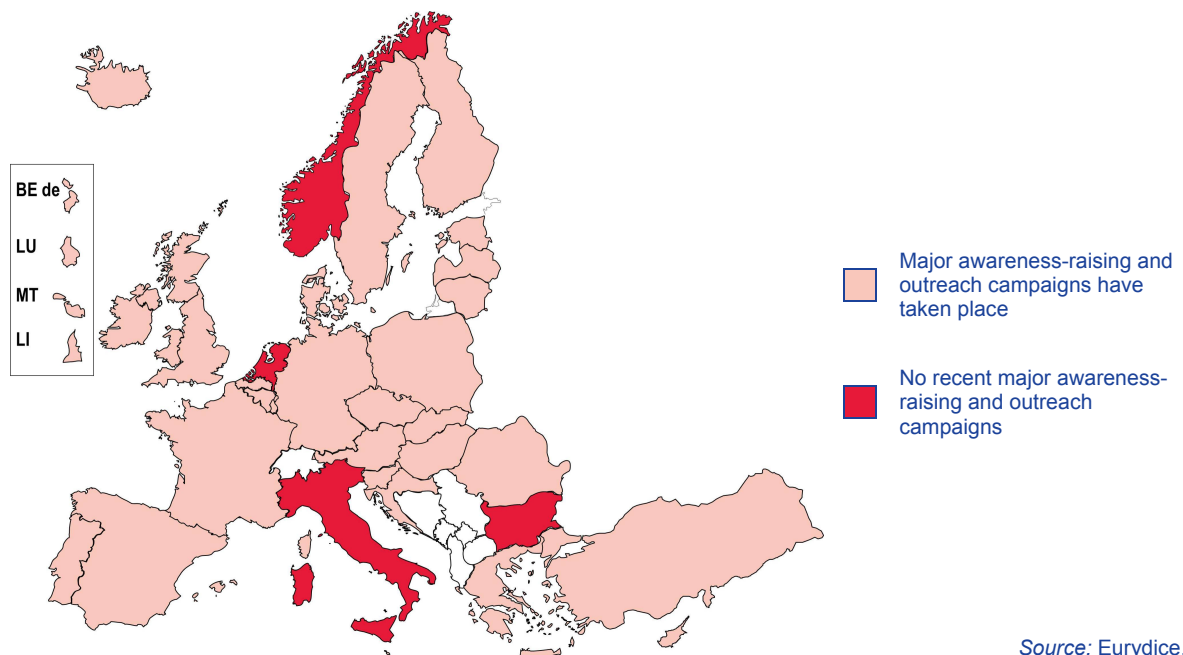 BE de
LU
MT
LI
Major awareness-raising and
outreach campaigns have
taken place
No recent major awareness-
raising and outreach
campaigns
Source: Eurydice.